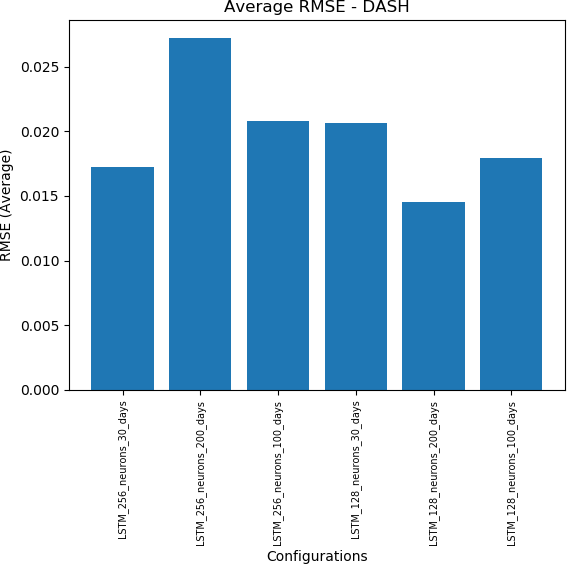 Average RMSE - DASH
RMSE (Average)
0.025
0.020
0.015
0.010
0.005
0.000
LSTM_256_neurons_30_days
LSTM_256_neurons_200_days
LSTM_256_neurons_100_days
LSTM_128_neurons_30_days
LSTM_128_neurons_200_days
LSTM_128_neurons_100_days
Configurations